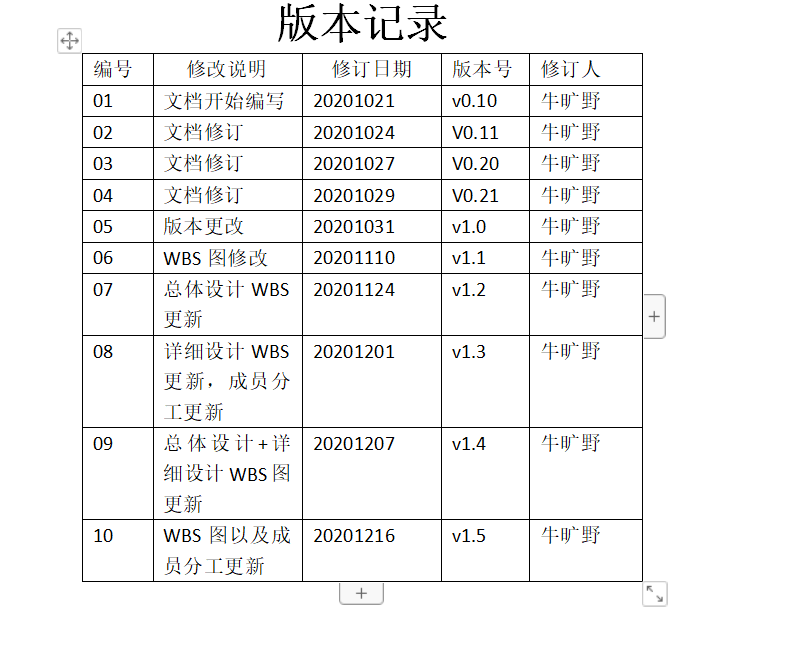 版本记录
编号 修改说明 修订日期 版本号 修订人
01 文档开始编写 20201021 v0.10 牛旷野
02 文档修订 20201024 V0.11 牛旷野
03 文档修订 20201027 V0.20 牛旷野
04 文档修订 20201029 V0.21 牛旷野
05 版本更改 20201031 v1.0 牛旷野
06 WBS 图修改 20201110 v1.1 牛旷野
07 总体设计 WBS 20201124 v1.2 牛旷野
更新
08 详细设计 WBS 20201201 v1.3 牛旷野
更新，成员分
工更新
09 总体设计+详 20201207 v1.4 牛旷野
细设计 WBS 图
更新
10 WBS 图以及成 20201216 v1.5 牛旷野
员分工更新